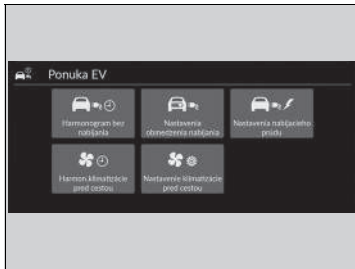 Ponuka EV
Harmonogram bez
nabíjania
Nastavenia
obmedzenia nabíjania
Nastavenia nabíjacieho
prúdu
Harmon. klimatizácie
pred cestou
Nastavenie klimatizácie
pred cestou